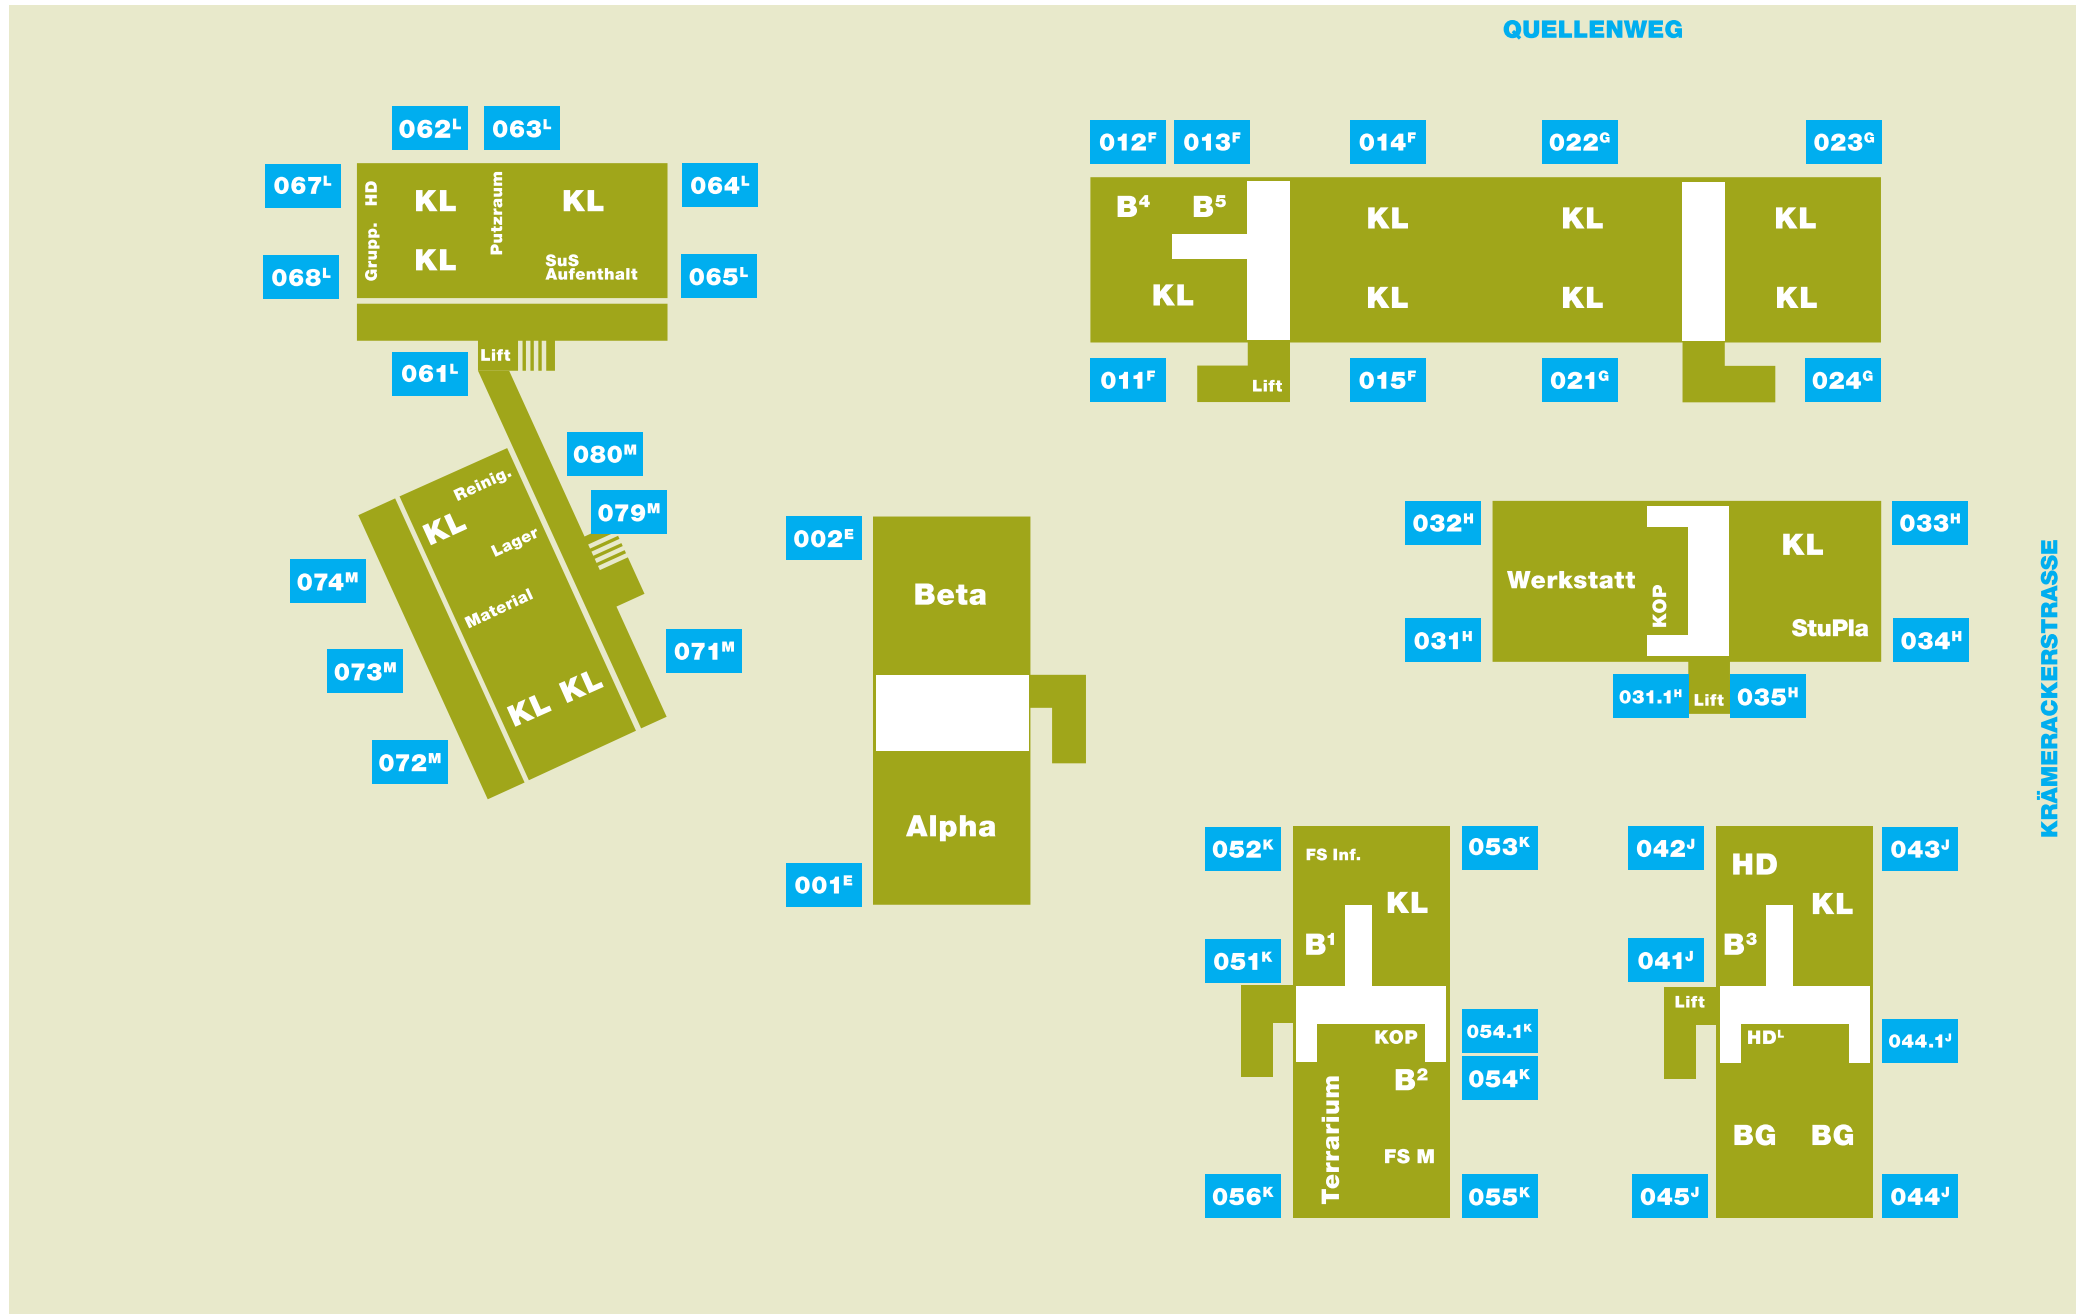 QUELLENWEG
062ᴸ 063ᴸ
012ꟳ 013ꟳ 014ꟳ 022ᴳ 023ᴳ
067ᴸ HD KL Putzraum KL 064ᴸ
B⁴ B⁵ KL KL KL
068ᴸ Grupp. KL SuS
Aufenthalt 065ᴸ
KL KL KL KL
Lift
061ᴸ
011ꟳ Lift 015ꟳ 021ᴳ 024ᴳ
080ᴹ
Reinig.
079ᴹ
KL
Lager
074ᴹ
Material
073ᴹ
071ᴹ
KL KL
072ᴹ
002ᴱ
Beta
Alpha
001ᴱ
032ᴴ KL 033ᴴ
Werkstatt KOP
031ᴴ StuPla 034ᴴ
031.1ᴴ Lift 035ᴴ
KRÄMERACKERSTRASSE
052ᴷ FS Inf. 053ᴷ
KL
B¹
051ᴷ
KOP 054.1ᴷ
B² 054ᴷ
Terrarium
FS M
056ᴷ 055ᴷ
042ᴶ HD 043ᴶ
KL
B³
041ᴶ
Lift
HDᴸ 044.1ᴶ
BG BG
045ᴶ 044ᴶ